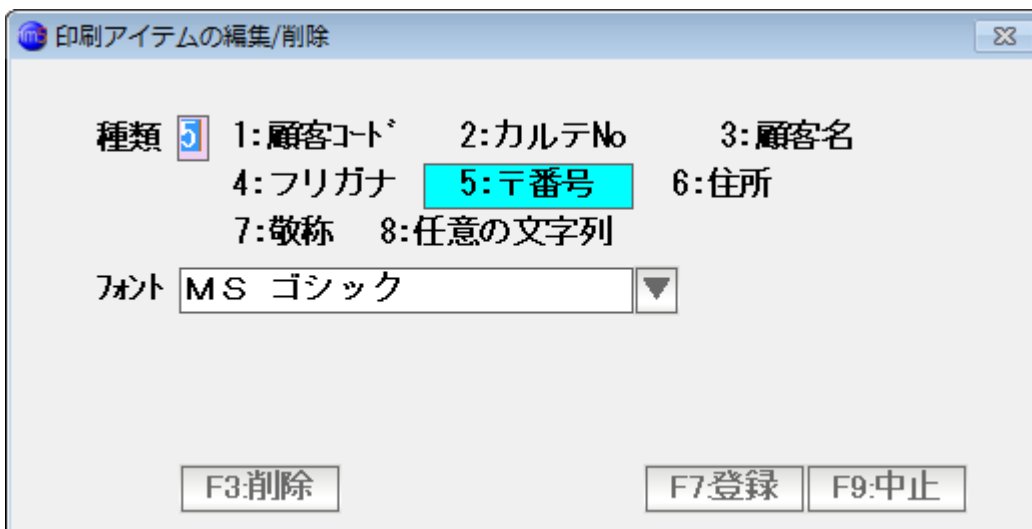 印刷アイテムの編集/削除
種類 5 1:顧客ｺｰﾄﾞ 2:カルテNo 3:顧客名
4:フリガナ 5:〒番号 6:住所
7:敬称 8:任意の文字列
ﾌｫﾝﾄ ＭＳ ゴシック
F3:削除 F7:登録 F9:中止